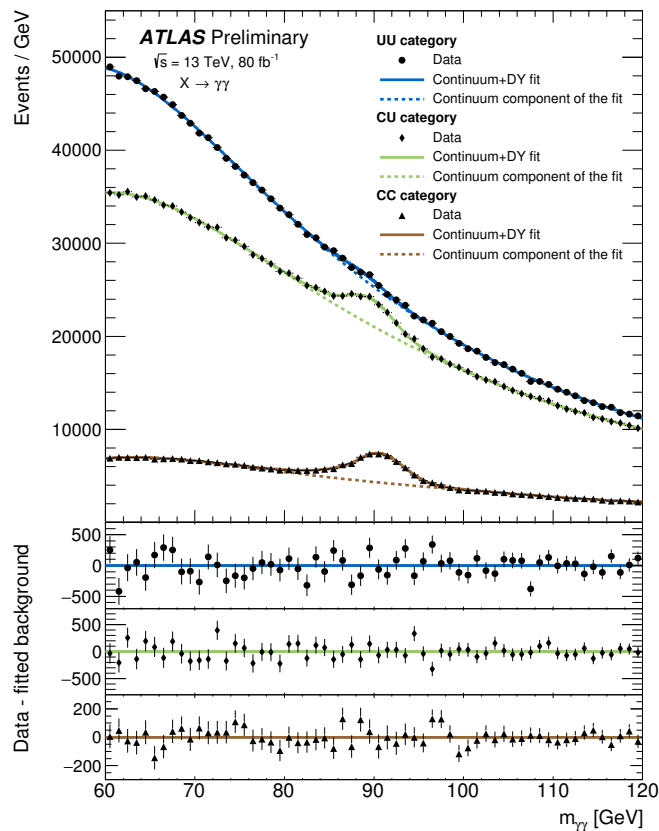 ATLAS Preliminary
√s = 13 TeV, 80 fb⁻¹
X → γγ
UU category
Data
Continuum+DY fit
Continuum component of the fit
CU category
Data
Continuum+DY fit
Continuum component of the fit
CC category
Data
Continuum+DY fit
Continuum component of the fit
Events / GeV
50000
40000
30000
20000
10000
500
0
−500
500
0
−500
200
0
−200
Data - fitted background
60 70 80 90 100 110 120
mγγ [GeV]